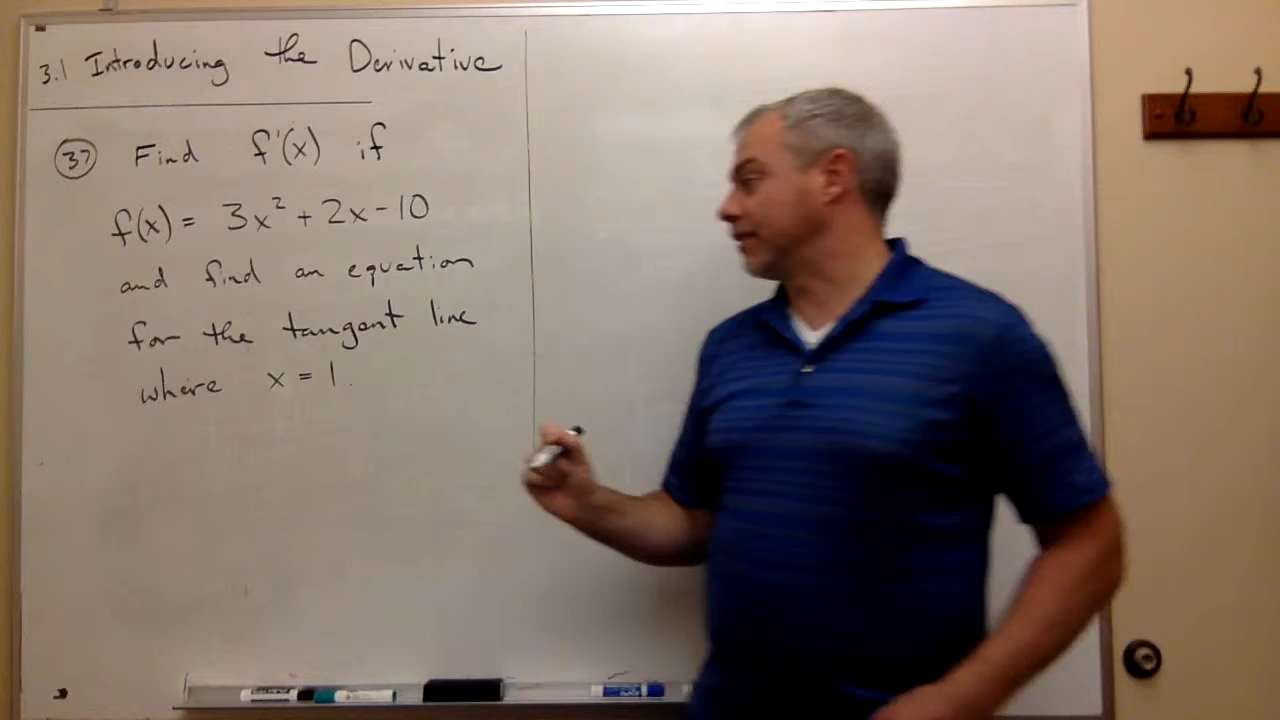 3.1 Introducing the Derivative
37 Find f'(x) if
f(x) = 3x² + 2x - 10
and find an equation
for the tangent line
where x = 1.